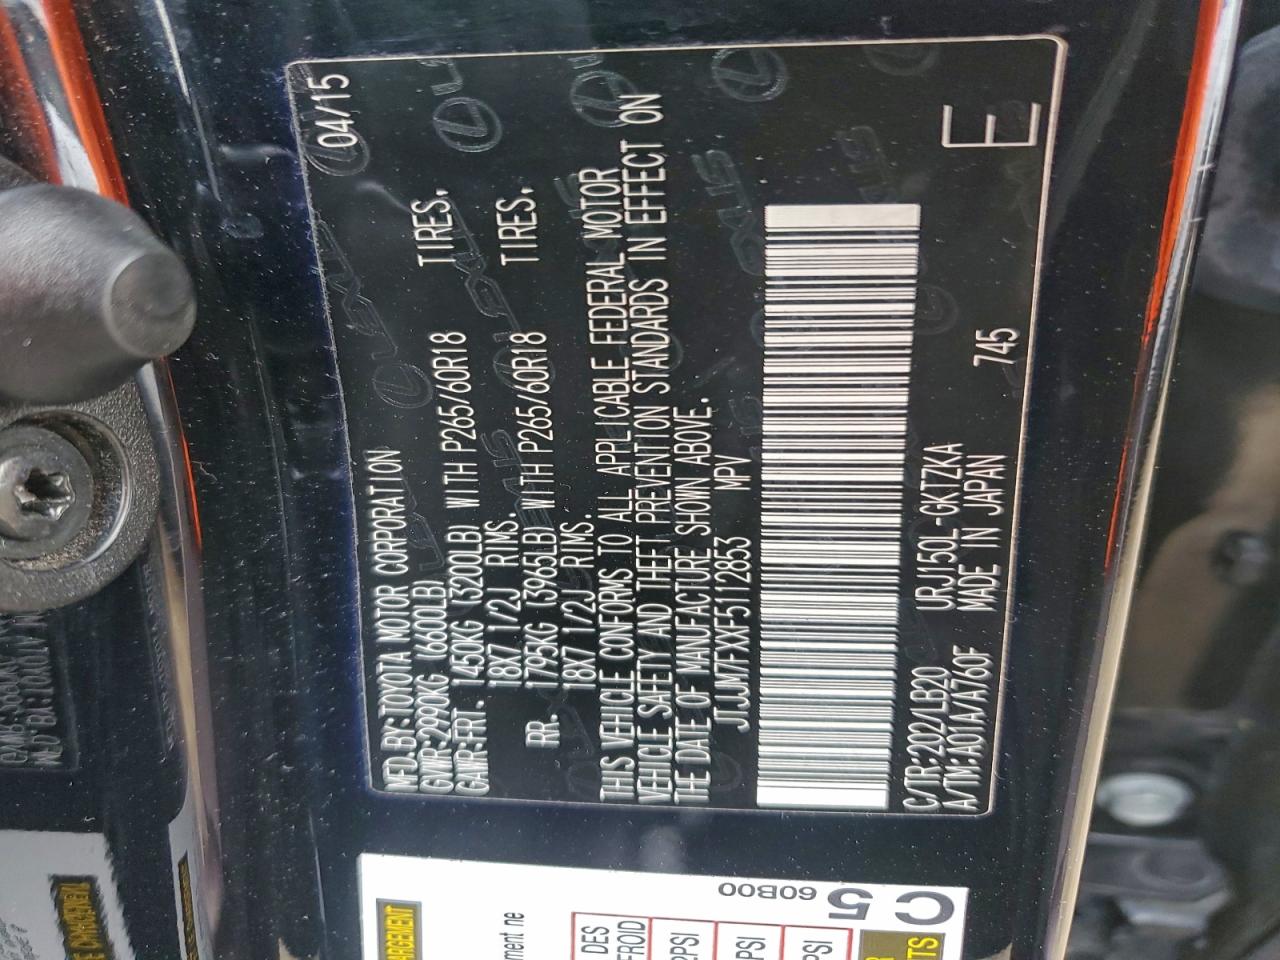 04/15
MFD.BY:TOYOTA MOTOR CORPORATION
GVWR:2990KG (6600LB)
GAWR:FRT. 1450KG (3200LB) WITH P265/60R18 TIRES.
18X7 1/2J RIMS.
RR. 1795KG (3965LB) WITH P265/60R18 TIRES.
18X7 1/2J RIMS.
THIS VEHICLE CONFORMS TO ALL APPLICABLE FEDERAL MOTOR
VEHICLE SAFETY AND THEFT PREVENTION STANDARDS IN EFFECT ON
THE DATE OF MANUFACTURE SHOWN ABOVE.
JTJJM7FXXF5112853 MPV
C/TR:202/LB20 URJ150L-GKTZKA
A/TM:A01A/A760F MADE IN JAPAN 745
E
C
5
60B00
ARGEMENT
ment ne
DES
FROID
2PSI
PSI
PSI
TS